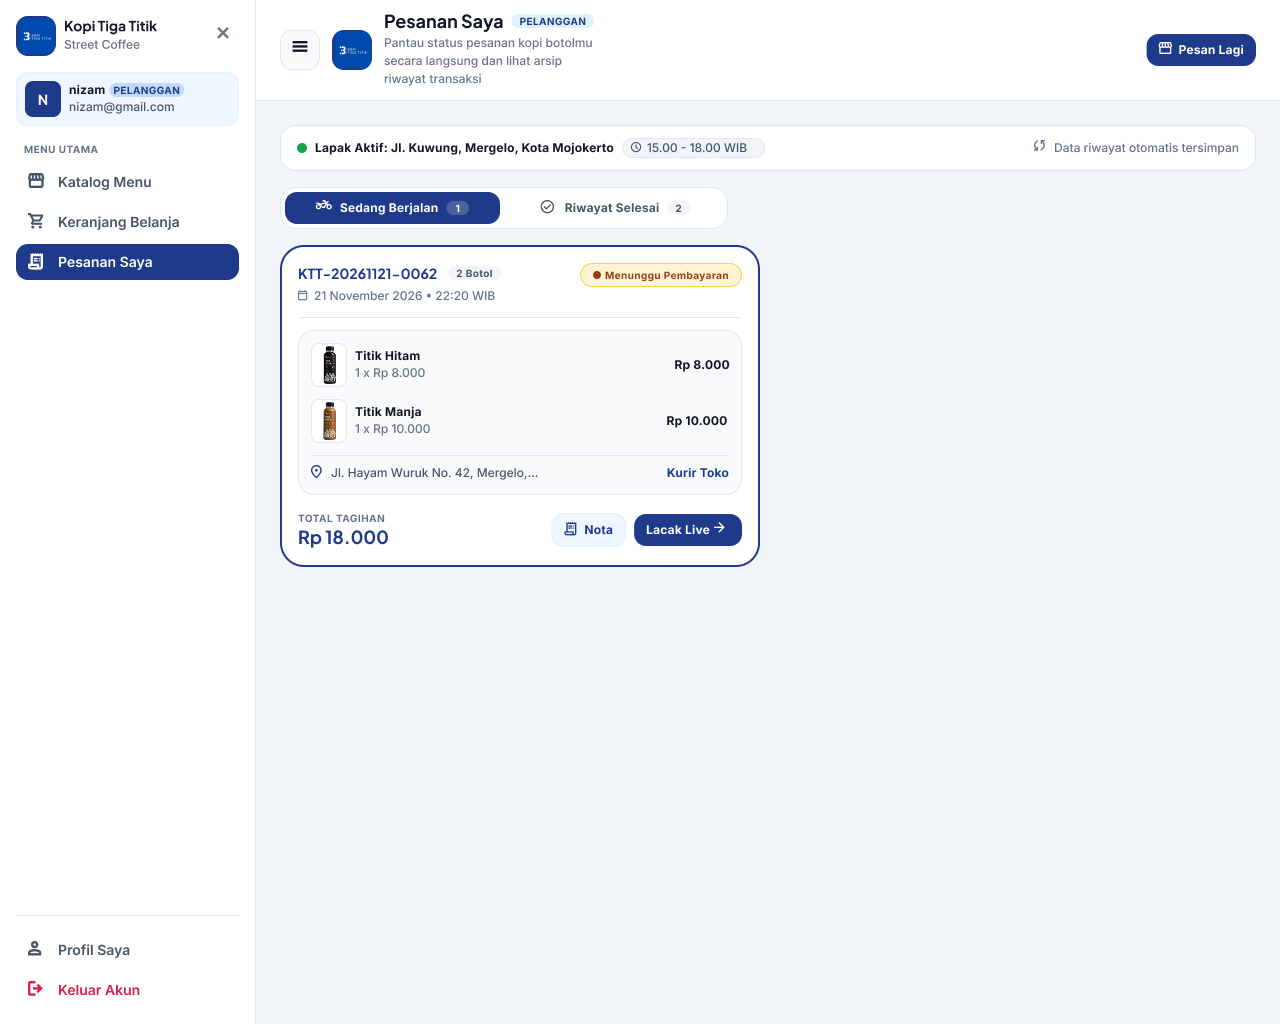 Kopi Tiga Titik
Street Coffee
N
nizam PELANGGAN
nizam@gmail.com
MENU UTAMA
Katalog Menu
Keranjang Belanja
Pesanan Saya
Profil Saya
Keluar Akun
Pesanan Saya PELANGGAN
Pantau status pesanan kopi botolmu
secara langsung dan lihat arsip
riwayat transaksi
Pesan Lagi
Lapak Aktif: Jl. Kuwung, Mergelo, Kota Mojokerto 15.00 - 18.00 WIB
Data riwayat otomatis tersimpan
Sedang Berjalan 1
Riwayat Selesai 2
KTT-20261121-0062 2 Botol
Menunggu Pembayaran
21 November 2026 • 22:20 WIB
Titik Hitam
1 x Rp 8.000
Rp 8.000
Titik Manja
1 x Rp 10.000
Rp 10.000
Jl. Hayam Wuruk No. 42, Mergelo,...
Kurir Toko
TOTAL TAGIHAN
Rp 18.000
Nota
Lacak Live